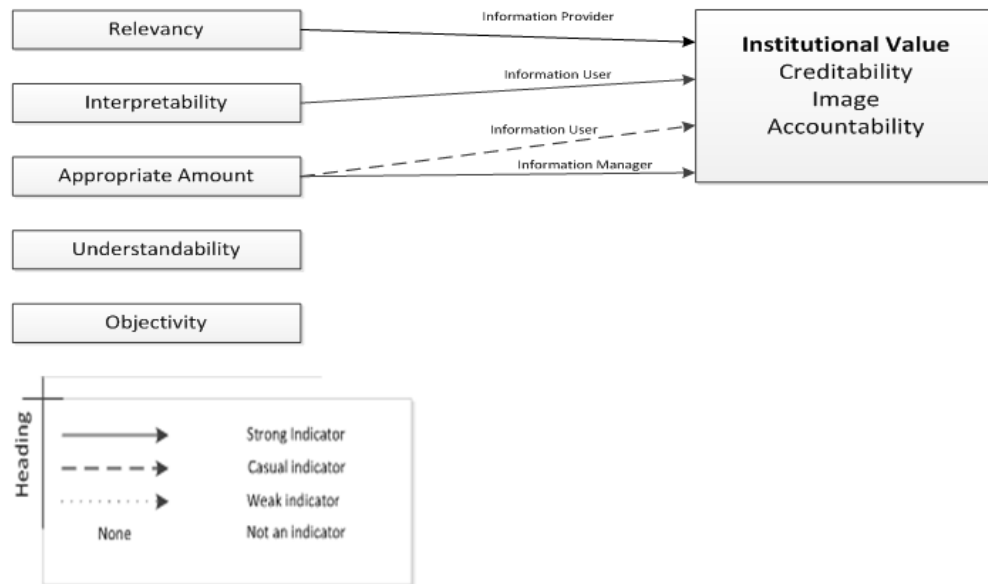 Relevancy
Information Provider
Institutional Value
Creditability
Image
Accountability
Interpretability
Information User
Appropriate Amount
Information User
Information Manager
Understandability
Objectivity
Heading
Strong Indicator
Casual indicator
Weak indicator
None
Not an indicator